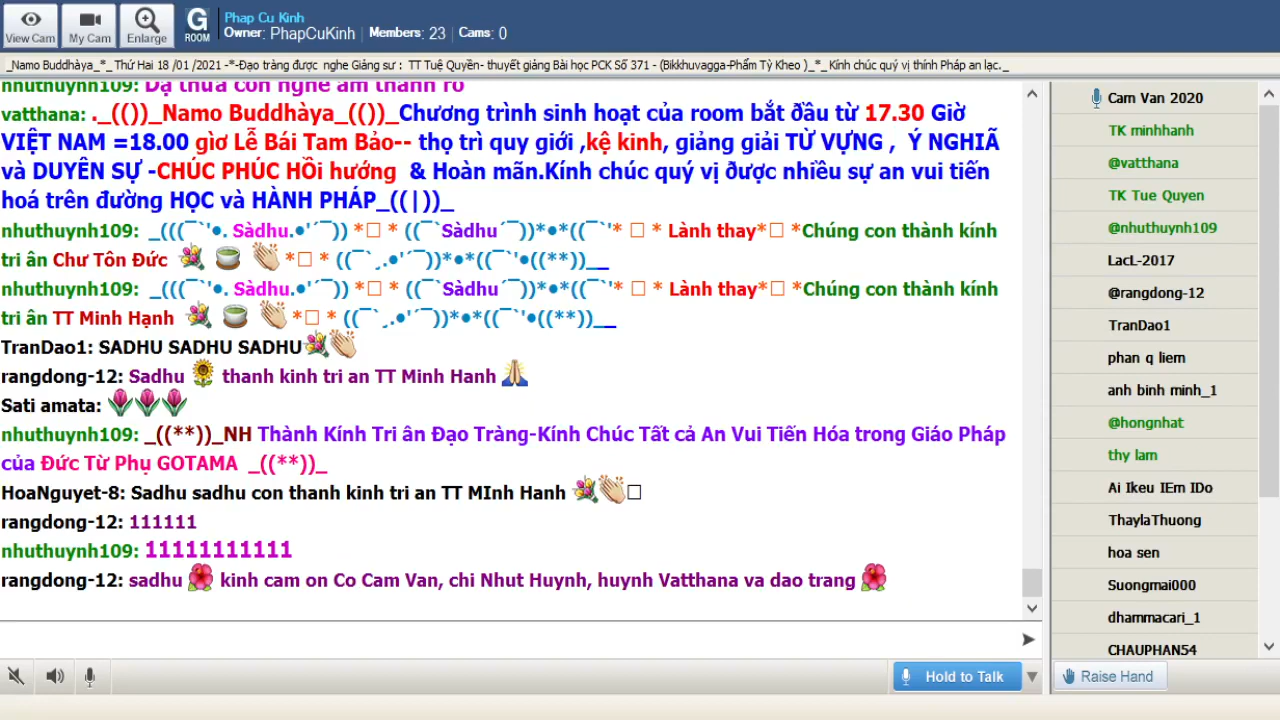 View Cam
My Cam
Enlarge
G ROOM
Phap Cu Kinh
Owner: PhapCuKinh | Members: 23 | Cams: 0
_Namo Buddhàya_*_ Thứ Hai 18 /01 /2021 -*-Đạo tràng được nghe Giảng sư : TT Tuệ Quyền- thuyết giảng Bài học PCK Số 371 - (Bikkhuvagga-Phẩm Tỳ Kheo )_*_ Kính chúc quý vị thính Pháp an lạc._
nhuthuynh109: Dạ thưa con nghe âm thanh rõ
vatthana: ._(())_Namo Buddhàya_(())_Chương trình sinh hoạt của room bắt đầu từ 17.30 Giờ
VIỆT NAM =18.00 giờ Lễ Bái Tam Bảo-- thọ trì quy giới ,kệ kinh, giảng giải TỪ VỰNG , Ý NGHIÃ
và DUYÊN SỰ -CHÚC PHÚC HỒi hướng & Hoàn mãn.Kính chúc quý vị được nhiều sự an vui tiến
hoá trên đường HỌC và HÀNH PHÁP_((|))_
nhuthuynh109: _(((¯`'•. Sàdhu.•'´¯)) *□ * ((¯`Sàdhu´¯))*•*((¯`'* □ * Lành thay*□ *Chúng con thành kính
tri ân Chư Tôn Đức 💐 🍵 👏 *□ * ((¯`¸.•'´¯))*•*((¯`'•((**))__
nhuthuynh109: _(((¯`'•. Sàdhu.•'´¯)) *□ * ((¯`Sàdhu´¯))*•*((¯`'* □ * Lành thay*□ *Chúng con thành kính
tri ân TT Minh Hạnh 💐 🍵 👏 *□ * ((¯`¸.•'´¯))*•*((¯`'•((**))__
TranDao1: SADHU SADHU SADHU💐👏
rangdong-12: Sadhu 🌻 thanh kinh tri an TT Minh Hanh 🙏
Sati amata: 🌷🌷🌷
nhuthuynh109: _((**))_NH Thành Kính Tri ân Đạo Tràng-Kính Chúc Tất cả An Vui Tiến Hóa trong Giáo Pháp
của Đức Từ Phụ GOTAMA _((**))_
HoaNguyet-8: Sadhu sadhu con thanh kinh tri an TT MInh Hanh 💐👏□
rangdong-12: 111111
nhuthuynh109: 11111111111
rangdong-12: sadhu 🌺 kinh cam on Co Cam Van, chi Nhut Huynh, huynh Vatthana va dao trang 🌺
Hold to Talk
Cam Van 2020
TK minhhanh
@vatthana
TK Tue Quyen
@nhuthuynh109
LacL-2017
@rangdong-12
TranDao1
phan q liem
anh binh minh_1
@hongnhat
thy lam
Ai Ikeu IEm IDo
ThaylaThuong
hoa sen
Suongmai000
dhammacari_1
CHAUPHAN54
Raise Hand